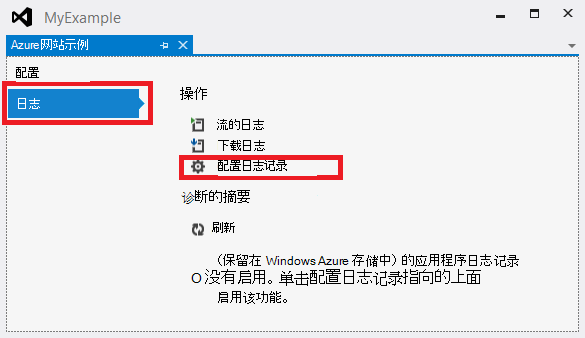 MyExample
Azure网站示例
配置
日志
操作
流的日志
下载日志
配置日志记录
诊断的摘要
刷新
(保留在 Windows Azure 存储中) 的应用程序日志记录
O 没有启用。单击配置日志记录指向的上面
启用该功能。